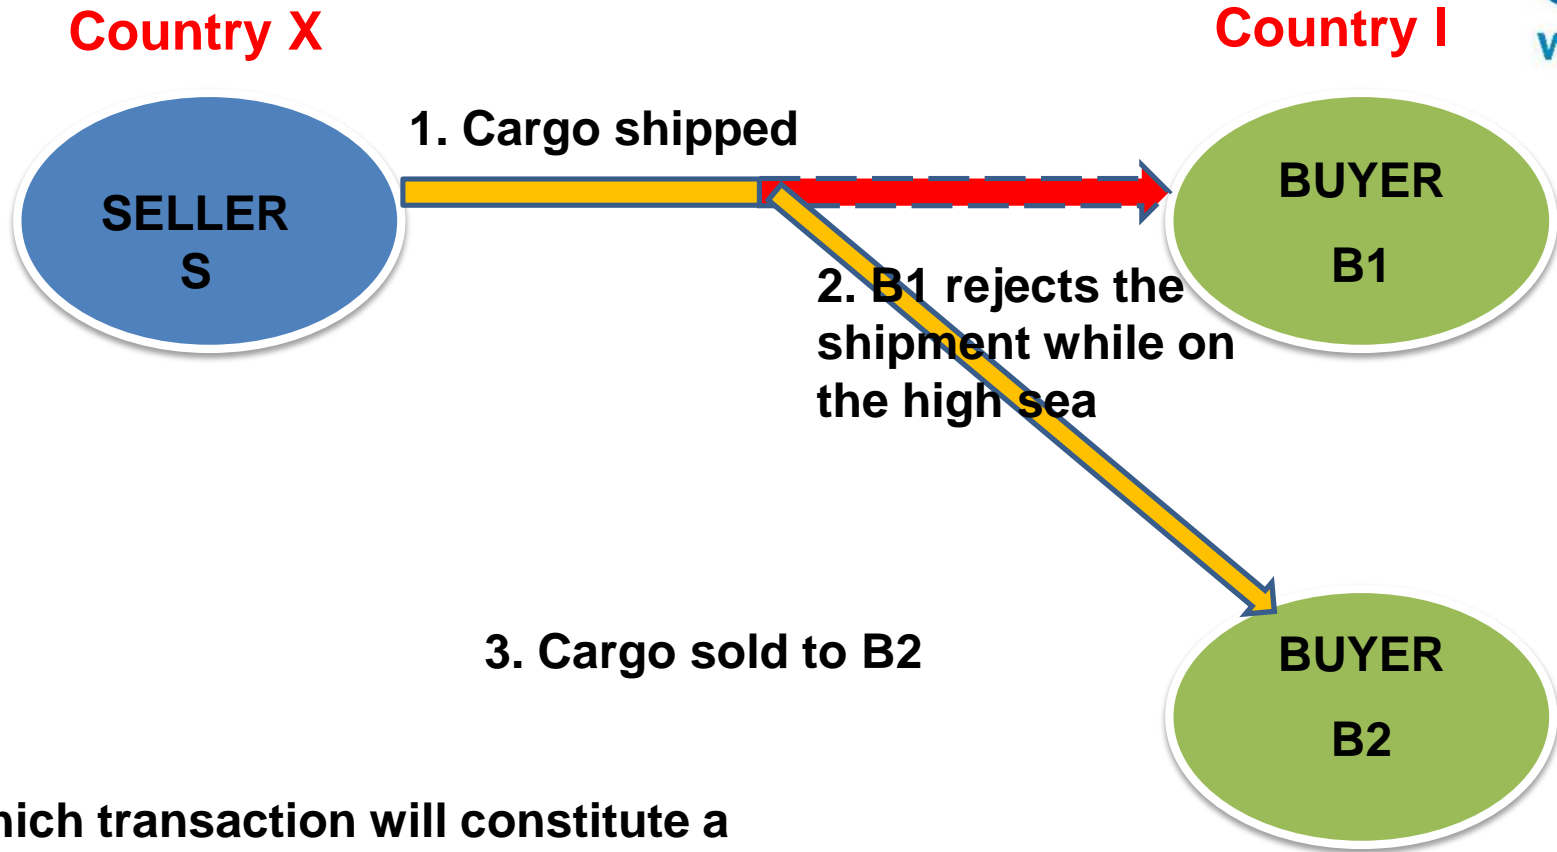 Country X
Country I
1. Cargo shipped
SELLER
S
BUYER
B1
2. B1 rejects the
shipment while on
the high sea
3. Cargo sold to B2
BUYER
B2
transaction will constitute a